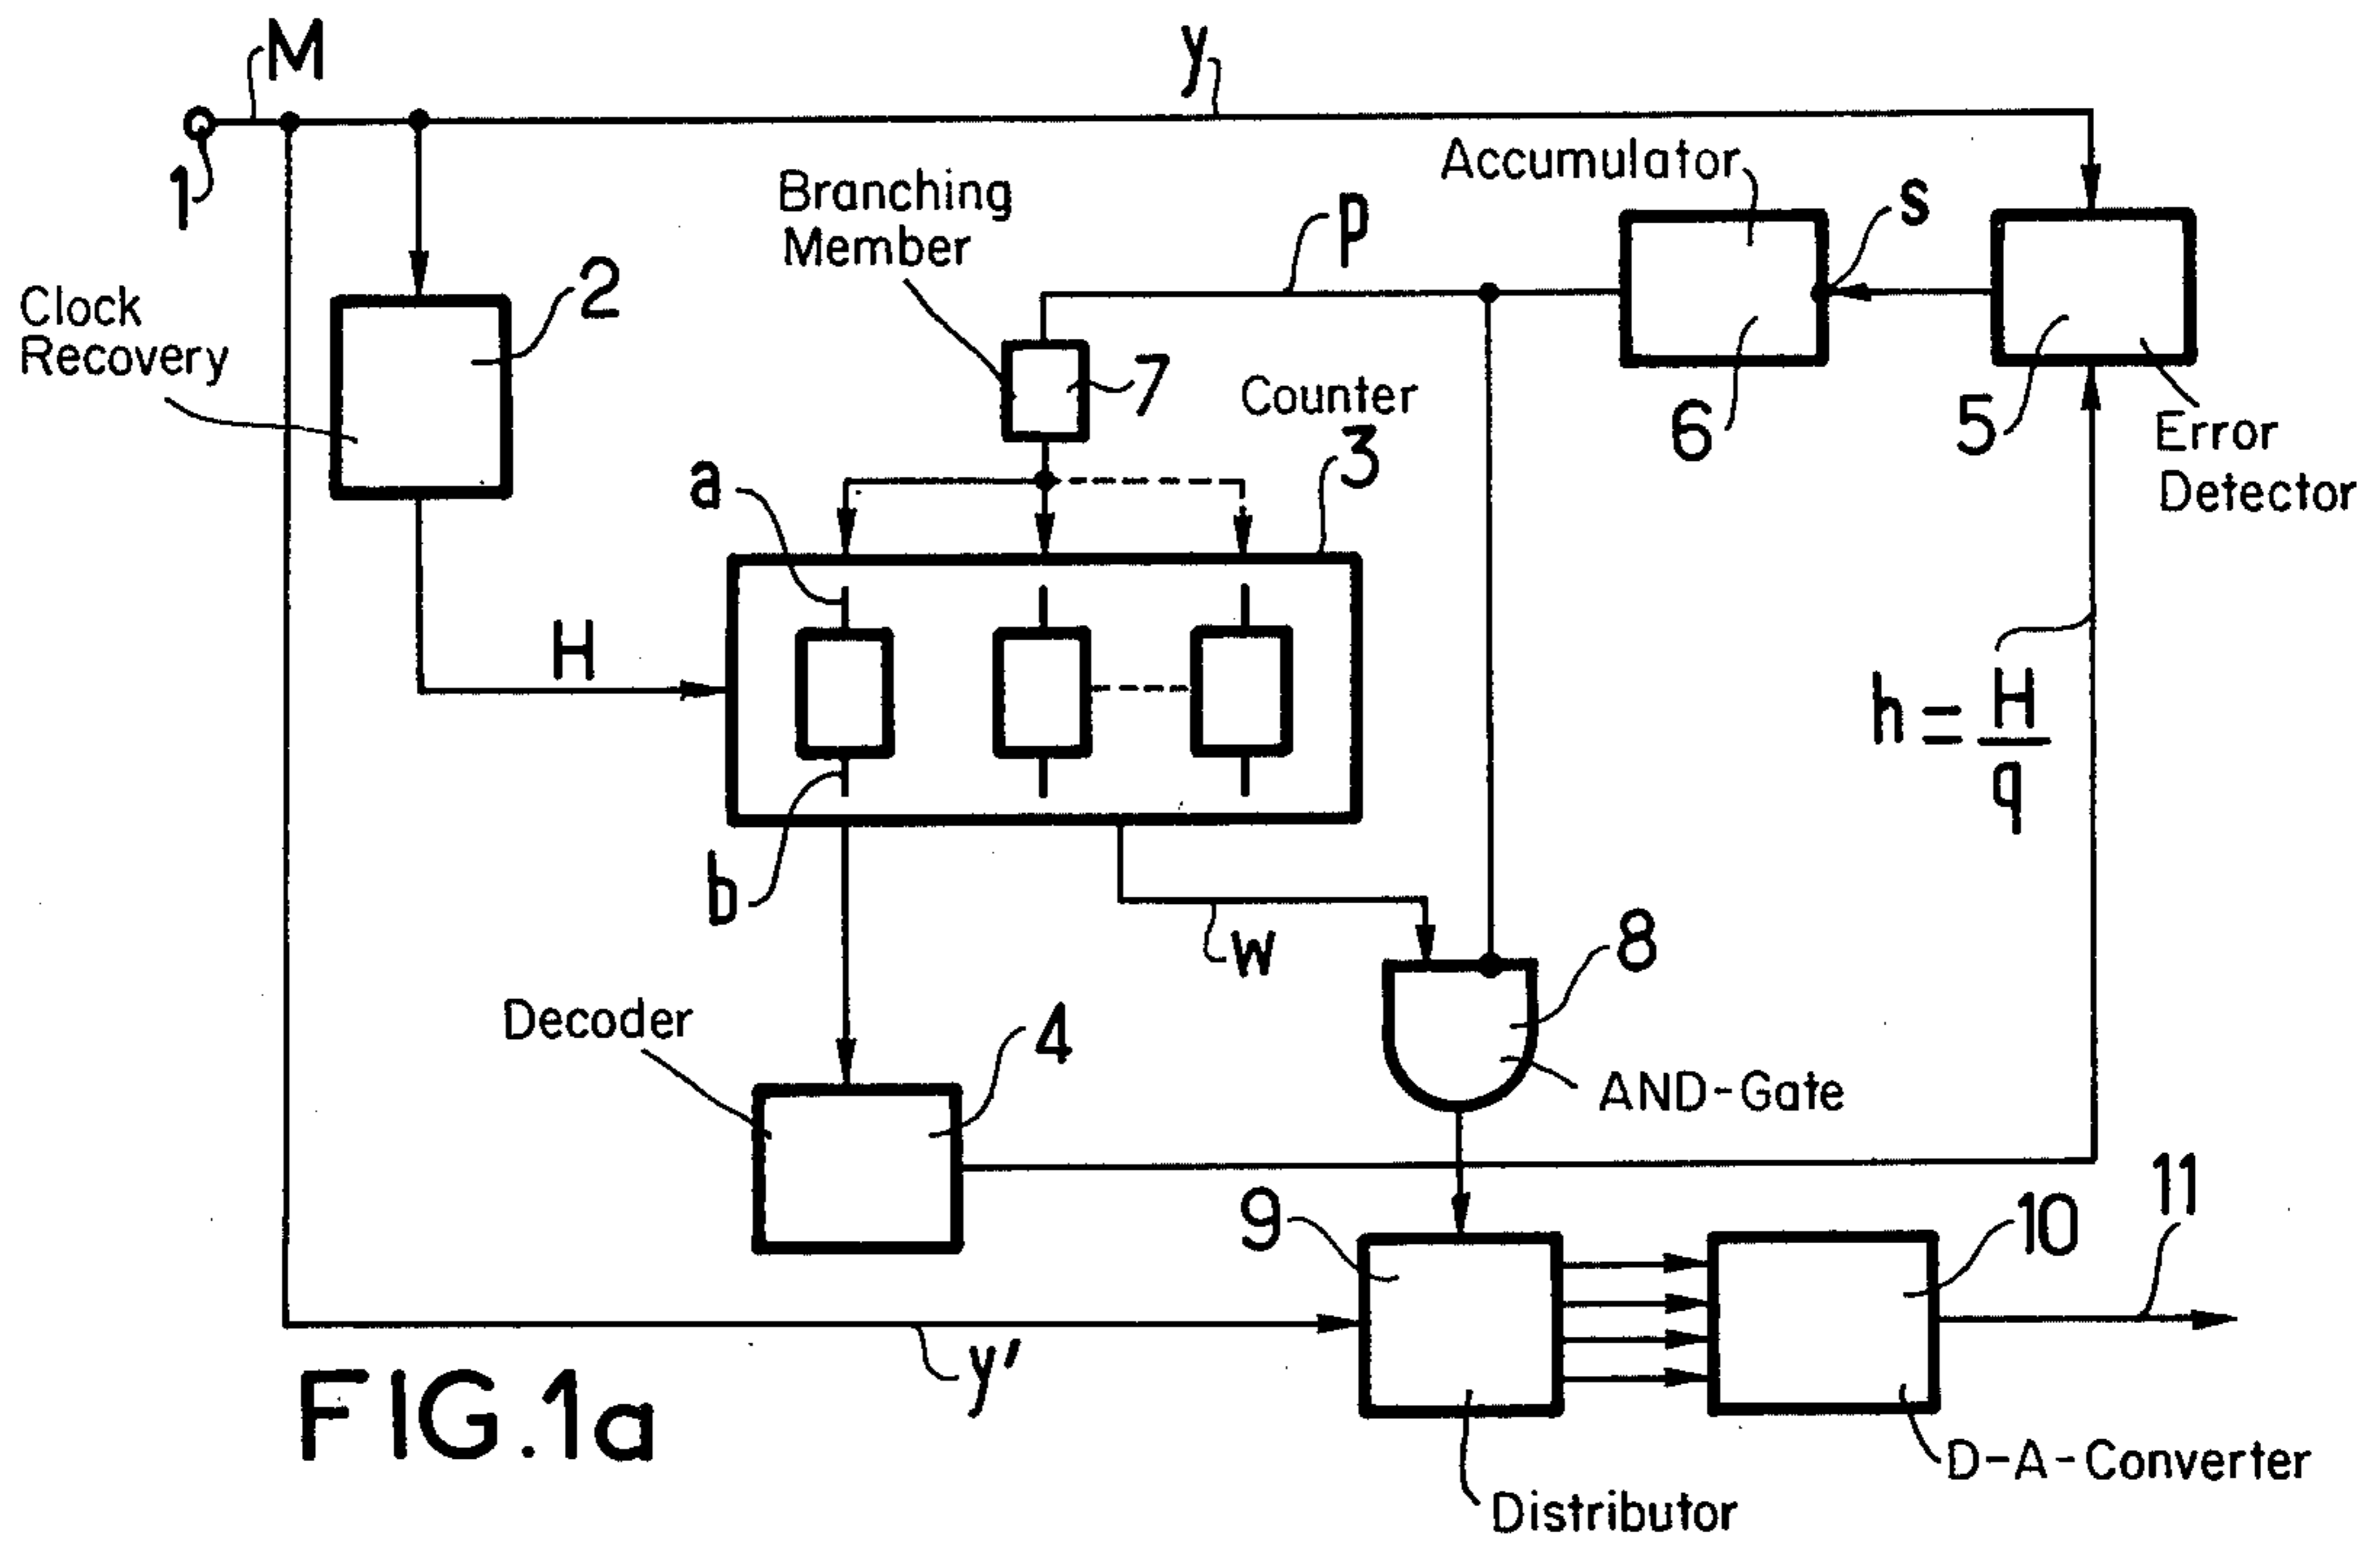 M
y
1
Accumulator
S
Branching
Member
p
Clock
Recovery
2
7
Counter
3
6
5
Error
Detector
a
H
h = H
q
b
w
8
Decoder
4
AND-Gate
9
10
11
y'
FIG.1a
D-A-Converter
Distributor